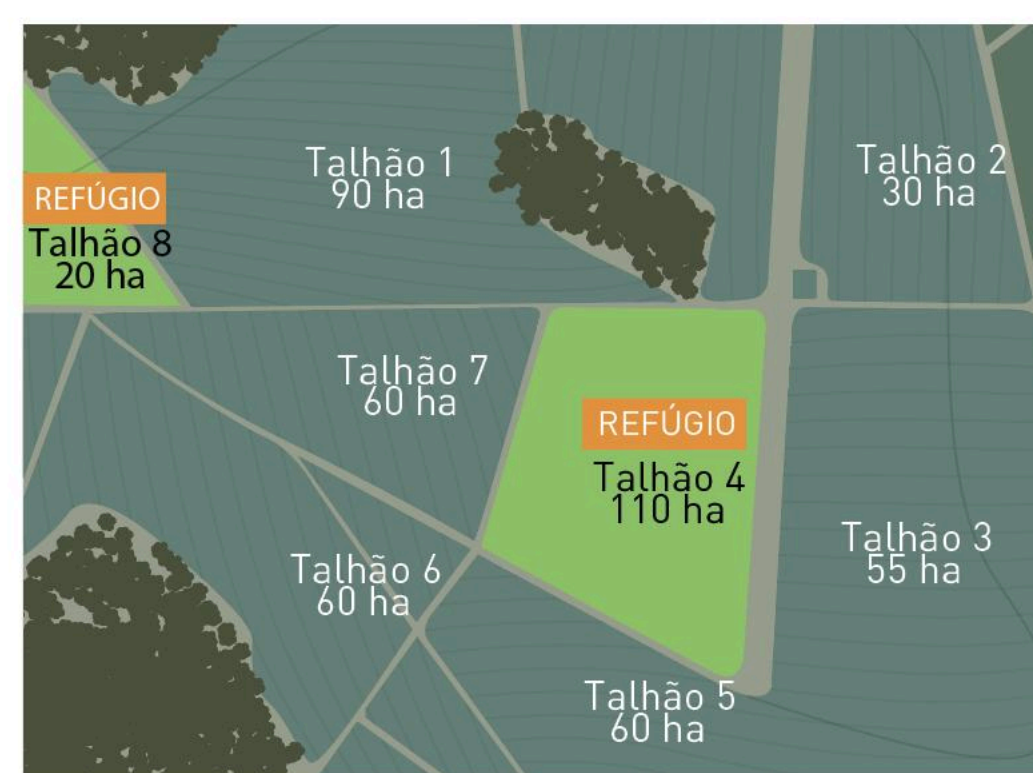 Talhão 1
90 ha
Talhão 2
30 ha
REFÚGIO
Talhão 8
20 ha
Talhão 7
60 ha
REFÚGIO
Talhão 4
110 ha
Talhão 3
55 ha
Talhão 6
60 ha
Talhão 5
60 ha